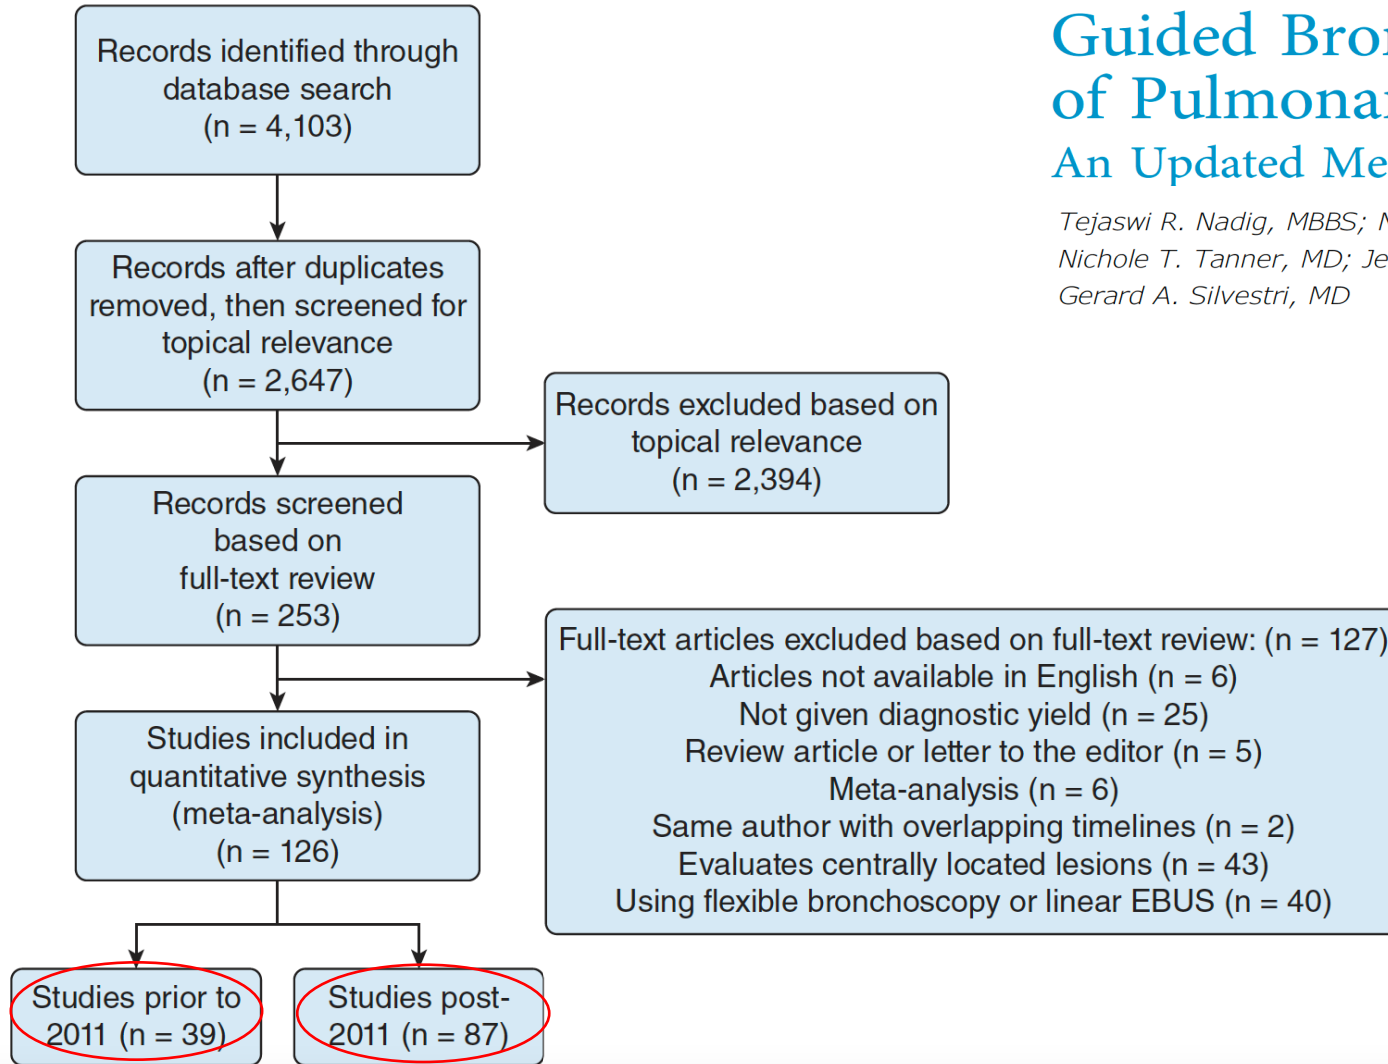 Records identified through
database search
(n = 4,103)
Records after duplicates
removed, then screened for
topical relevance
(n = 2,647)
Records excluded based on
topical relevance
(n = 2,394)
Records screened
based on
full-text review
(n = 253)
Full-text articles excluded based on full-text review: (n = 127)
Articles not available in English (n = 6)
Not given diagnostic yield (n = 25)
Review article or letter to the editor (n = 5)
Meta-analysis (n = 6)
Same author with overlapping timelines (n = 2)
Evaluates centrally located lesions (n = 43)
Using flexible bronchoscopy or linear EBUS (n = 40)
Studies included in
quantitative synthesis
(meta-analysis)
(n = 126)
Studies prior to
2011 (n = 39)
Studies post-
2011 (n = 87)
Guided Bron
of Pulmonar
An Updated Me
Tejaswi R. Nadig, MBBS; N
Nichole T. Tanner, MD; Je
Gerard A. Silvestri, MD